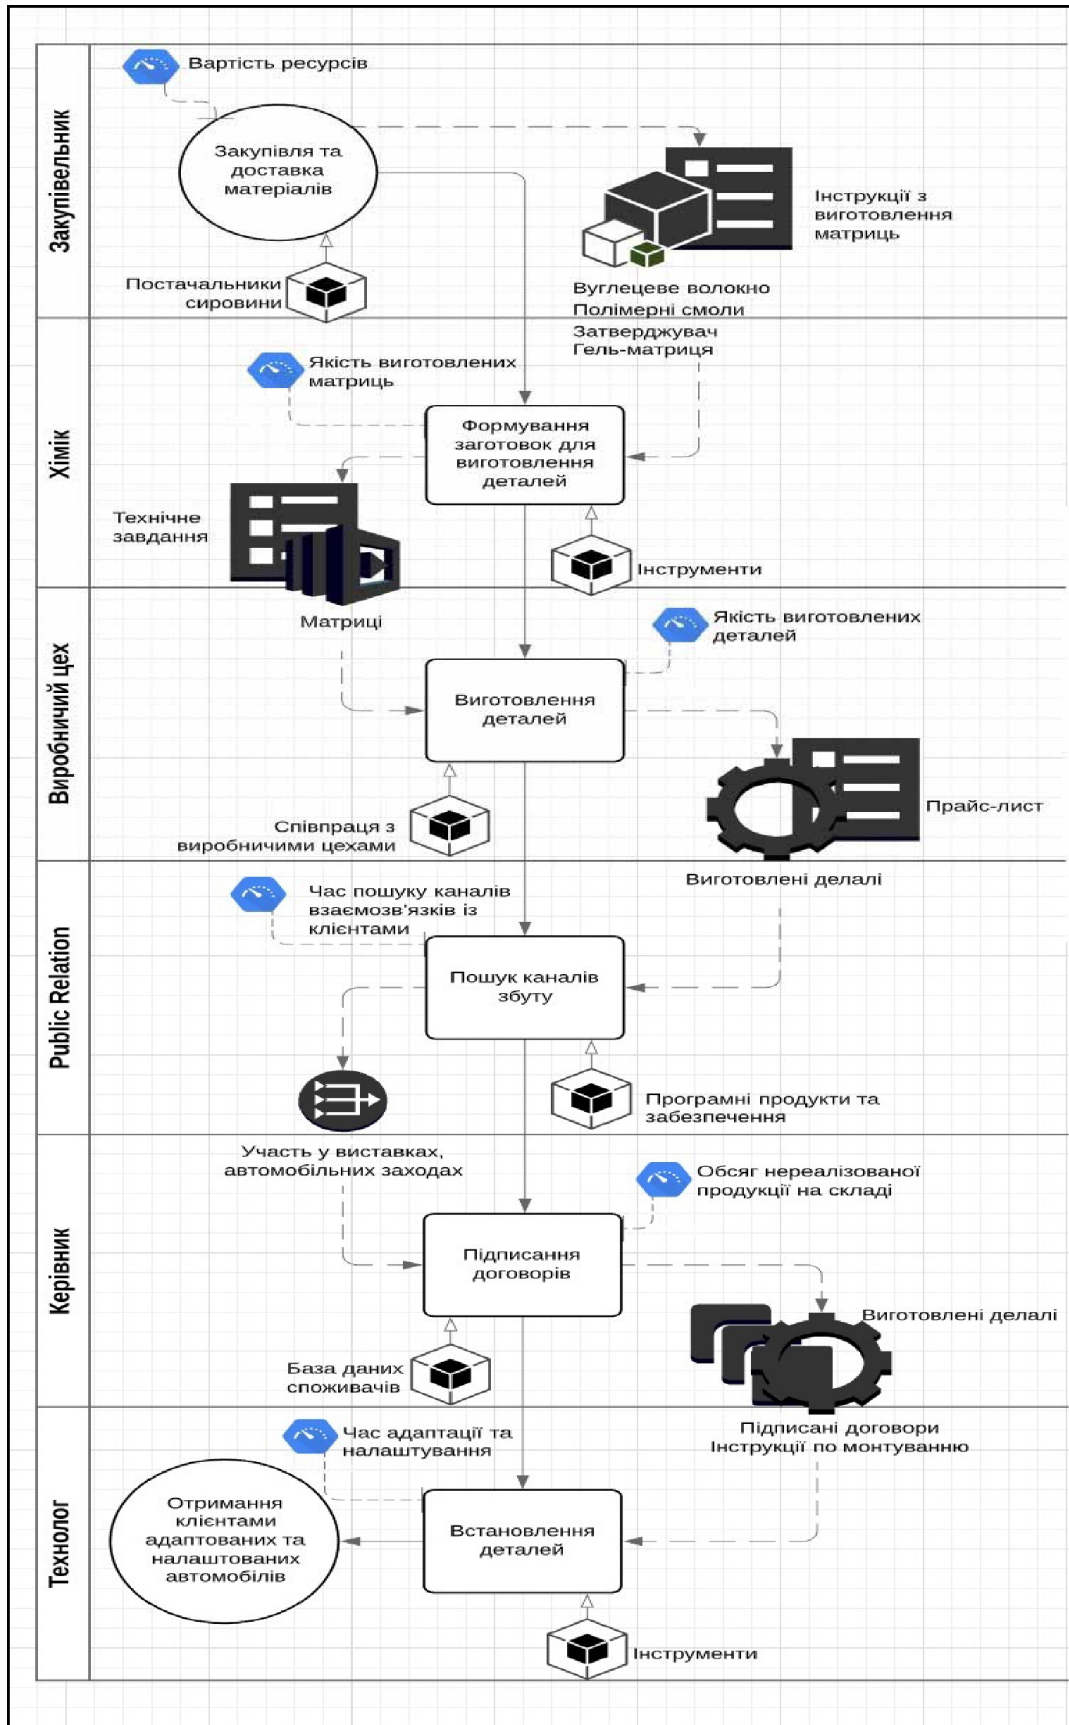 Закупівельник
Вартість ресурсів
Закупівля та
доставка
матеріалів
Інструкції з
виготовлення
матриць
Постачальники
сировини
Вуглецеве волокно
Полімерні смоли
Затверджувач
Гель-матриця
Хімік
Якість виготовлених
матриць
Формування
заготовок для
виготовлення
деталей
Технічне
завдання
Інструменти
Матриці
Виробничий цех
Якість виготовлених
деталей
Виготовлення
деталей
Прайс-лист
Співпраця з
виробничими цехами
Виготовлені делалі
Public Relation
Час пошуку каналів
взаємозв'язків із
клієнтами
Пошук каналів
збуту
Програмні продукти та
забезпечення
Участь у виставках,
автомобільних заходах
Керівник
Обсяг нереалізованої
продукції на складі
Підписання
договорів
Виготовлені делалі
База даних
споживачів
Підписані договори
Інструкції по монтуванню
Технолог
Час адаптації та
налаштування
Отримання
клієнтами
адаптованих та
налаштованих
автомобілів
Встановлення
деталей
Інструменти